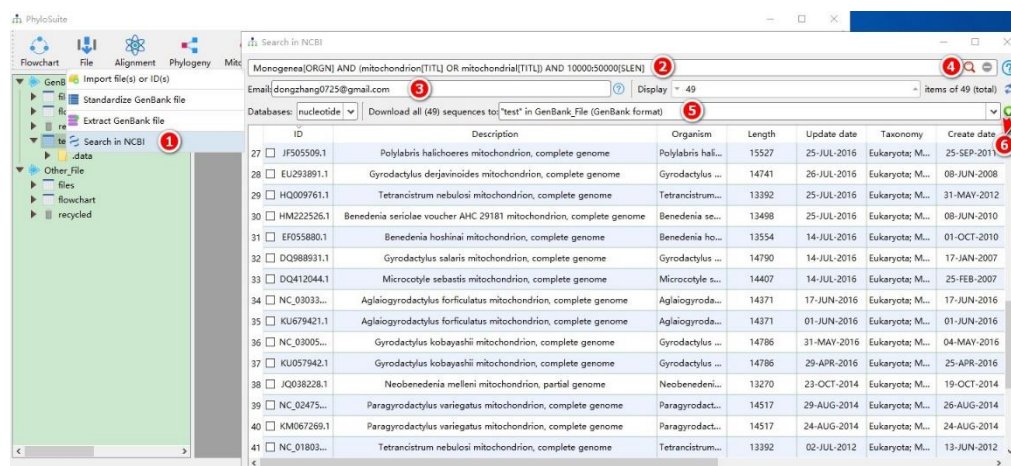 PhyloSuite
Flowchart File Alignment Phylogeny
Import file(s) or ID(s)
Standardize GenBank file
Extract GenBank file
Search in NCBI 1
.data
Other_File
files
flowchart
recycled
Search in NCBI
Monogenea[ORGN] AND (mitochondrion[TITL] OR mitochondrial[TITL]) AND 10000:50000[SLEN] 2 4
Email: dongzhang0725@gmail.com 3 Display 49 items of 49 (total)
Databases: nucleotide Download all (49) sequences to: "test" in GenBank_File (GenBank format) 5
6
ID Description Organism Length Update date Taxonomy Create date
27 JF505509.1 Polylabris halichoeres mitochondrion, complete genome Polylabris hali... 15527 25-JUL-2016 Eukaryota; M... 25-SEP-2011
28 EU293891.1 Gyrodactylus derjavinoides mitochondrion, complete genome Gyrodactylus ... 14741 26-JUL-2016 Eukaryota; M... 08-JUN-2008
29 HQ009761.1 Tetrancistrum nebulosi mitochondrion, complete genome Tetrancistrum... 13392 25-JUL-2016 Eukaryota; M... 31-MAY-2012
30 HM222526.1 Benedenia seriolae voucher AHC 29181 mitochondrion, complete genome Benedenia se... 13498 25-JUL-2016 Eukaryota; M... 08-JUN-2010
31 EF055880.1 Benedenia hoshinai mitochondrion, complete genome Benedenia ho... 13554 14-JUL-2016 Eukaryota; M... 01-OCT-2010
32 DQ988931.1 Gyrodactylus salaris mitochondrion, complete genome Gyrodactylus ... 14790 14-JUL-2016 Eukaryota; M... 17-JAN-2007
33 DQ412044.1 Microcotyle sebastis mitochondrion, complete genome Microcotyle s... 14407 14-JUL-2016 Eukaryota; M... 25-FEB-2007
34 NC_03033... Aglaiogyrodactylus forficulatus mitochondrion, complete genome Aglaiogyroda... 14371 17-JUN-2016 Eukaryota; M... 17-JUN-2016
35 KU679421.1 Aglaiogyrodactylus forficulatus mitochondrion, complete genome Aglaiogyroda... 14371 01-JUN-2016 Eukaryota; M... 01-JUN-2016
36 NC_03005... Gyrodactylus kobayashii mitochondrion, complete genome Gyrodactylus ... 14786 31-MAY-2016 Eukaryota; M... 04-MAY-2016
37 KU057942.1 Gyrodactylus kobayashii mitochondrion, complete genome Gyrodactylus ... 14786 29-APR-2016 Eukaryota; M... 25-APR-2016
38 JQ038228.1 Neobenedenia melleni mitochondrion, partial genome Neobenedeni... 13270 23-OCT-2014 Eukaryota; M... 19-OCT-2014
39 NC_02475... Paragyrodactylus variegatus mitochondrion, complete genome Paragyrodact... 14517 29-AUG-2014 Eukaryota; M... 26-AUG-2014
40 KM067269.1 Paragyrodactylus variegatus mitochondrion, complete genome Paragyrodact... 14517 24-AUG-2014 Eukaryota; M... 24-AUG-2014
41 NC_01803... Tetrancistrum nebulosi mitochondrion, complete genome Tetrancistrum... 13392 02-JUL-2012 Eukaryota; M... 13-JUN-2012